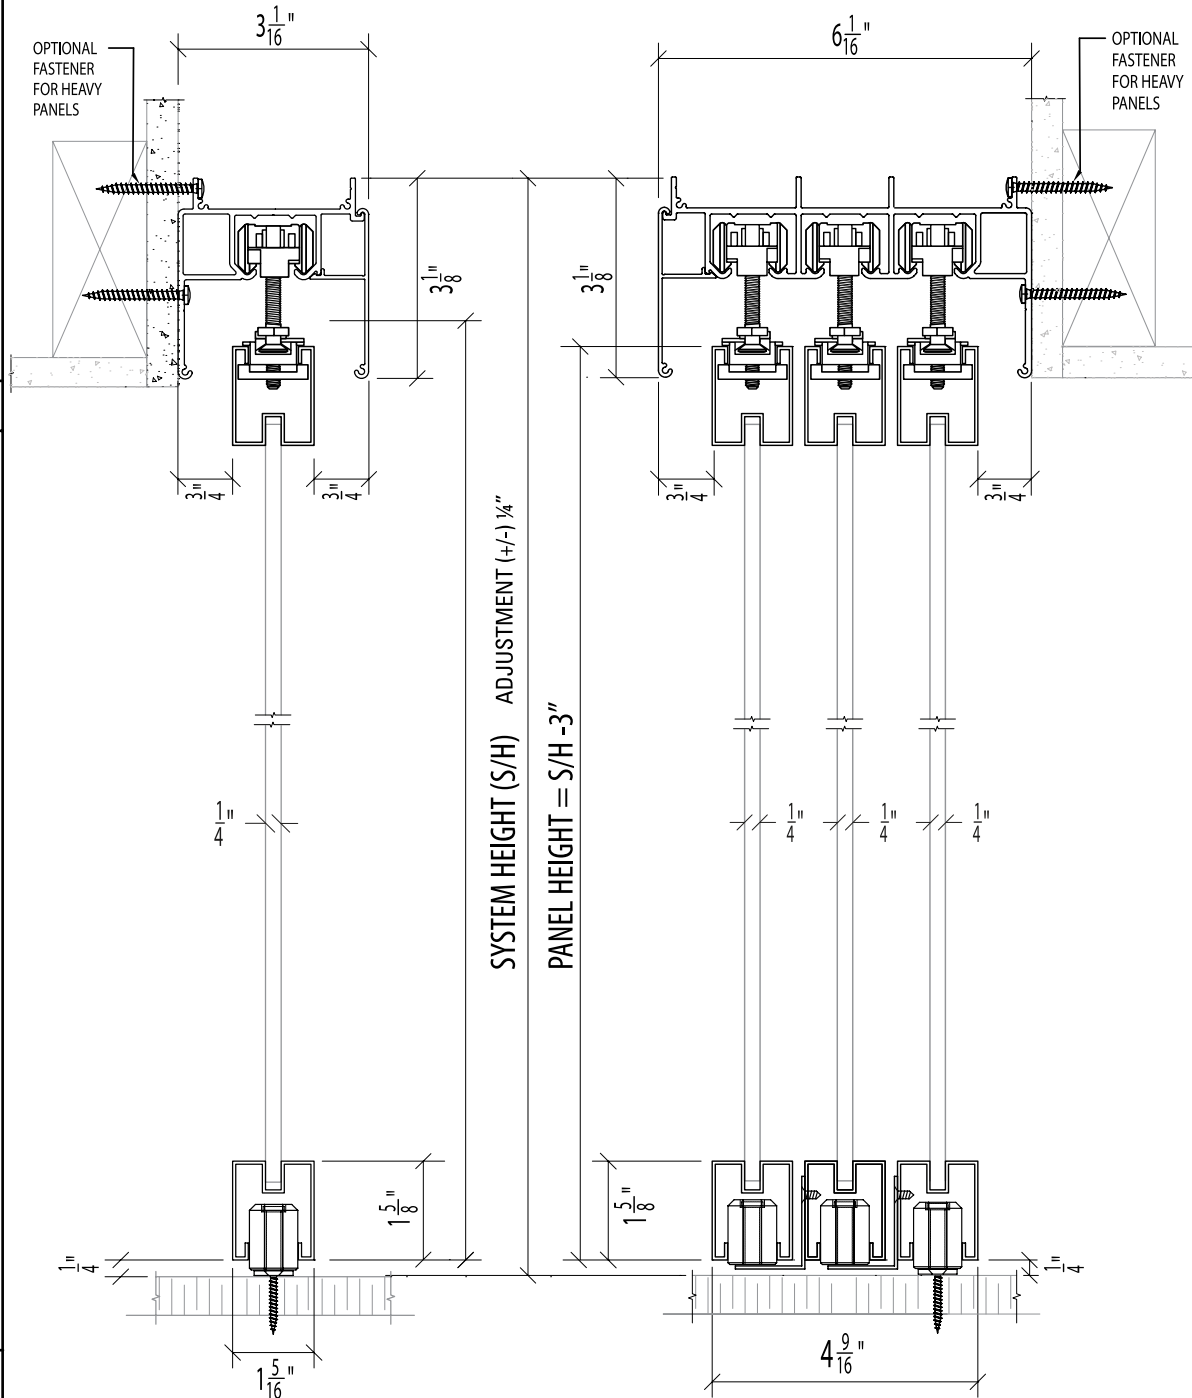 3 1/16"
6 1/16"
OPTIONAL
FASTENER
FOR HEAVY
PANELS
OPTIONAL
FASTENER
FOR HEAVY
PANELS
3 1/8"
3 1/8"
3/4"
3/4"
3/4"
3/4"
SYSTEM HEIGHT (S/H) ADJUSTMENT (+/-) ¼"
PANEL HEIGHT = S/H -3"
1/4"
1/4"
1/4"
1/4"
1 5/8"
1 5/8"
1/4"
1/4"
1 5/16"
4 9/16"